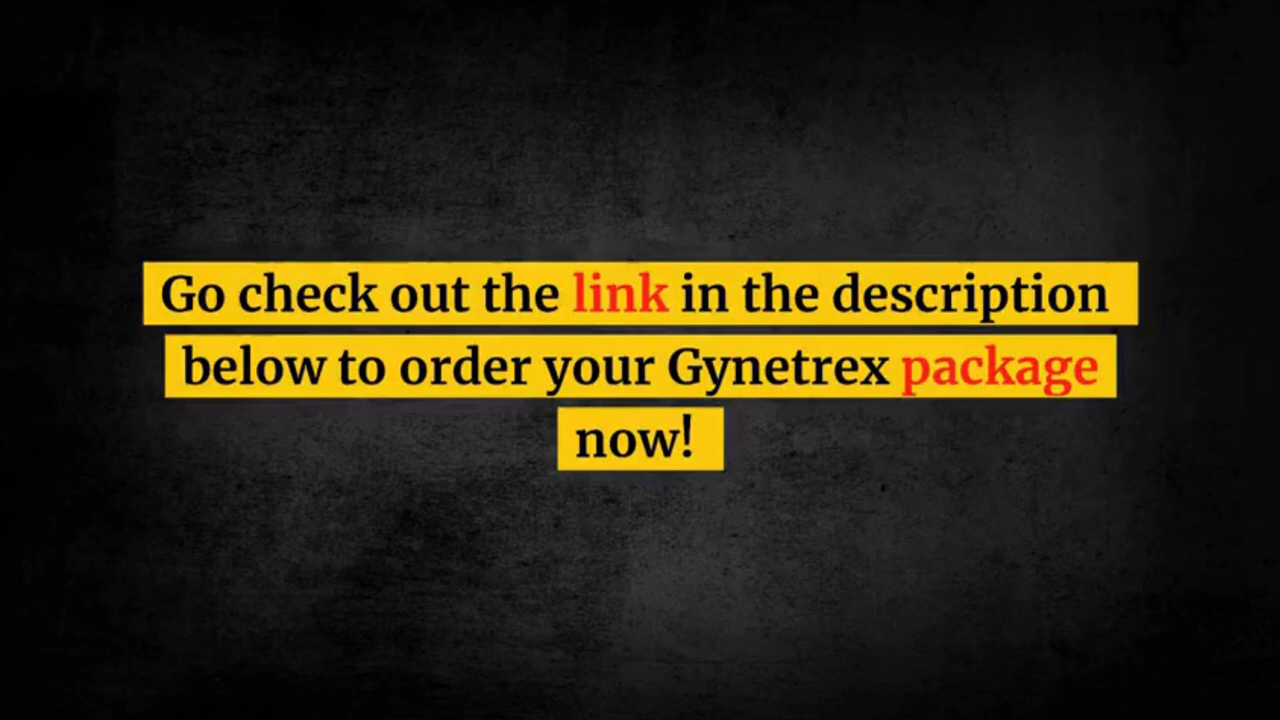 Go check out the link in the description
below to order your Gynetrex package
now!